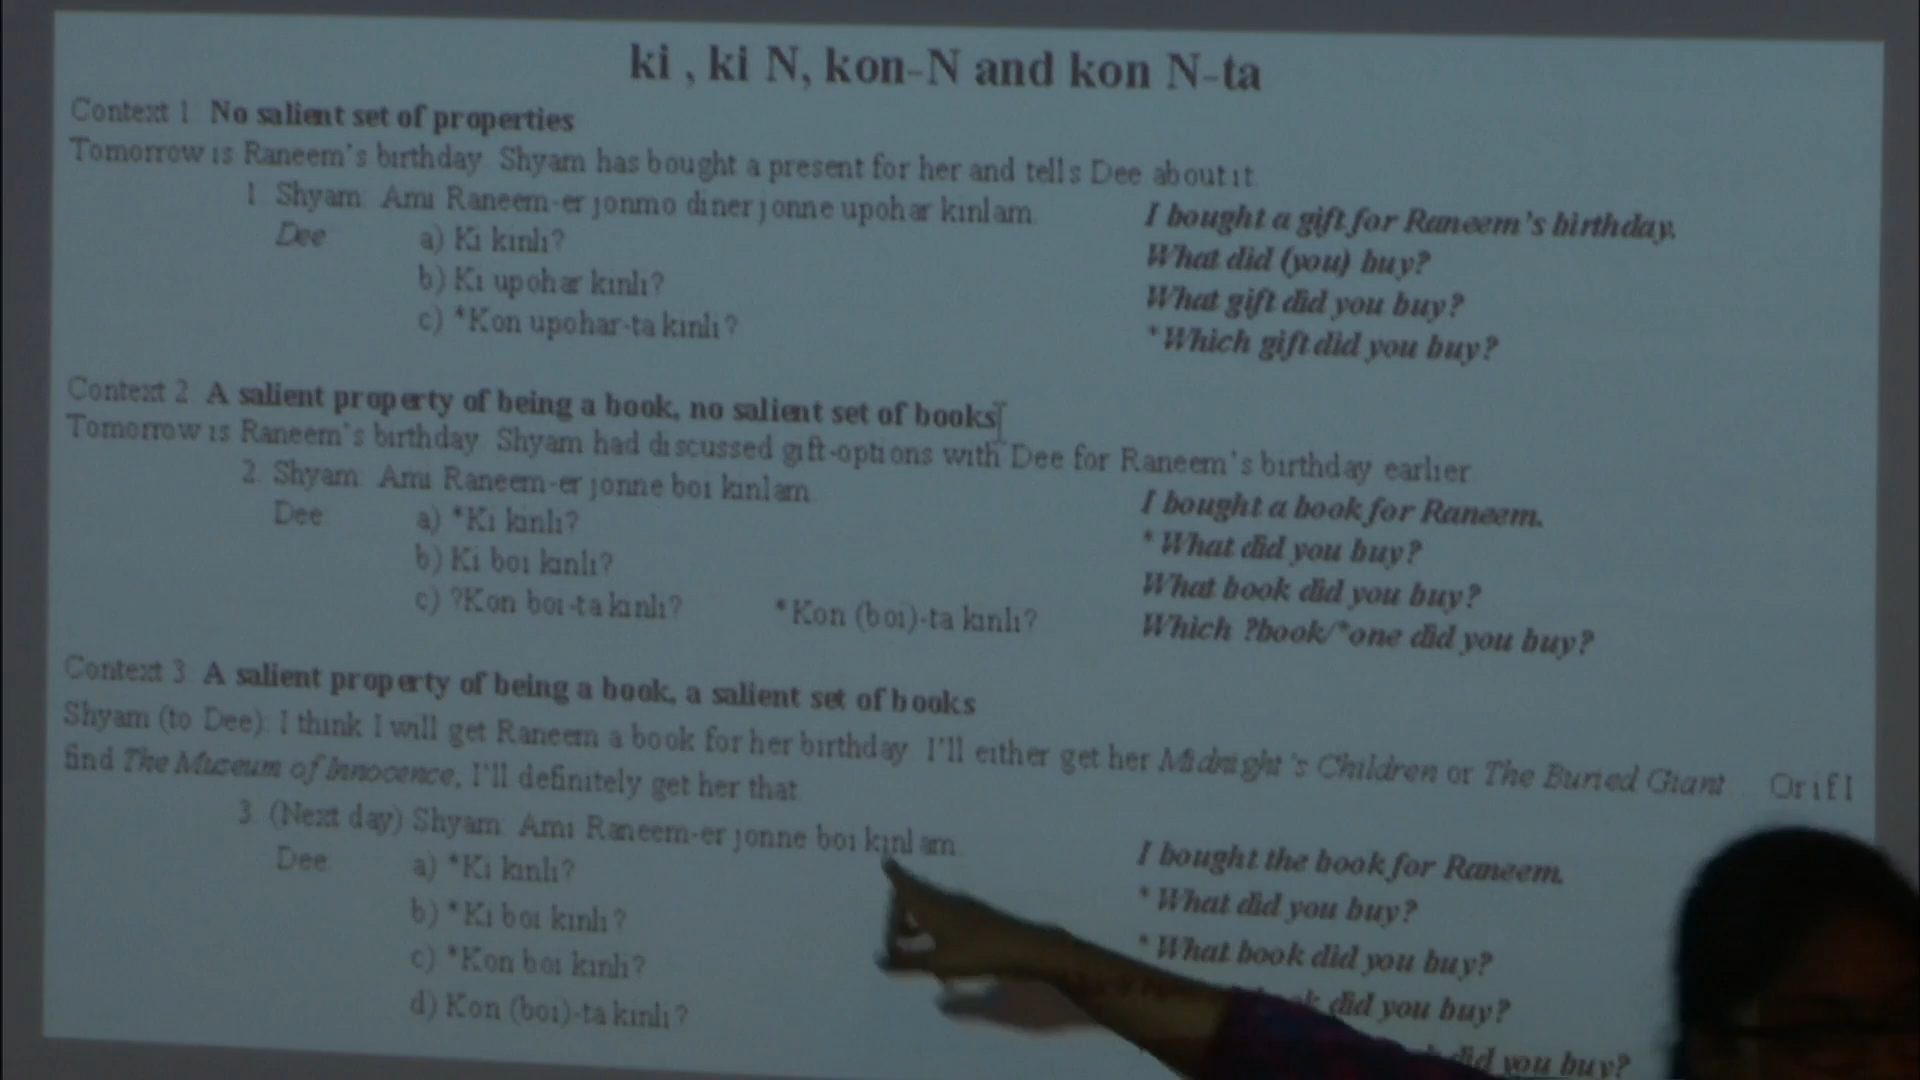 ki , ki N, kon-N and kon N-ta
Context 1 No salient set of properties
Tomorrow is Raneem's birthday Shyam has bought a present for her and tells Dee about it
1 Shyam: Ami Raneem-er jonmo diner jonne upohar kinlam I bought a gift for Raneem's birthday.
Dee a) Ki kinli? What did (you) buy?
b) Ki upohar kinli? What gift did you buy?
c) *Kon upohar-ta kinli? *Which gift did you buy?
Context 2 A salient property of being a book, no salient set of books
Tomorrow is Raneem's birthday Shyam had discussed gift-options with Dee for Raneem's birthday earlier
2. Shyam: Ami Raneem-er jonne boi kinlam. I bought a book for Raneem.
Dee a) *Ki kinli? * What did you buy?
b) Ki boi kinli? What book did you buy?
c) ?Kon boi-ta kinli? *Kon (boi)-ta kinli? Which ?book/*one did you buy?
Context 3 A salient property of being a book, a salient set of books
Shyam (to Dee): I think I will get Raneem a book for her birthday I'll either get her Midnight's Children or The Buried Giant Or if I
find The Museum of Innocence, I'll definitely get her that.
3. (Next day) Shyam: Ami Raneem-er jonne boi kinlam. I bought the book for Raneem.
Dee a) *Ki kinli? * What did you buy?
b) *Ki boi kinli? * What book did you buy?
c) *Kon boi kinli? did you buy?
d) Kon (boi)-ta kinli? did you buy?